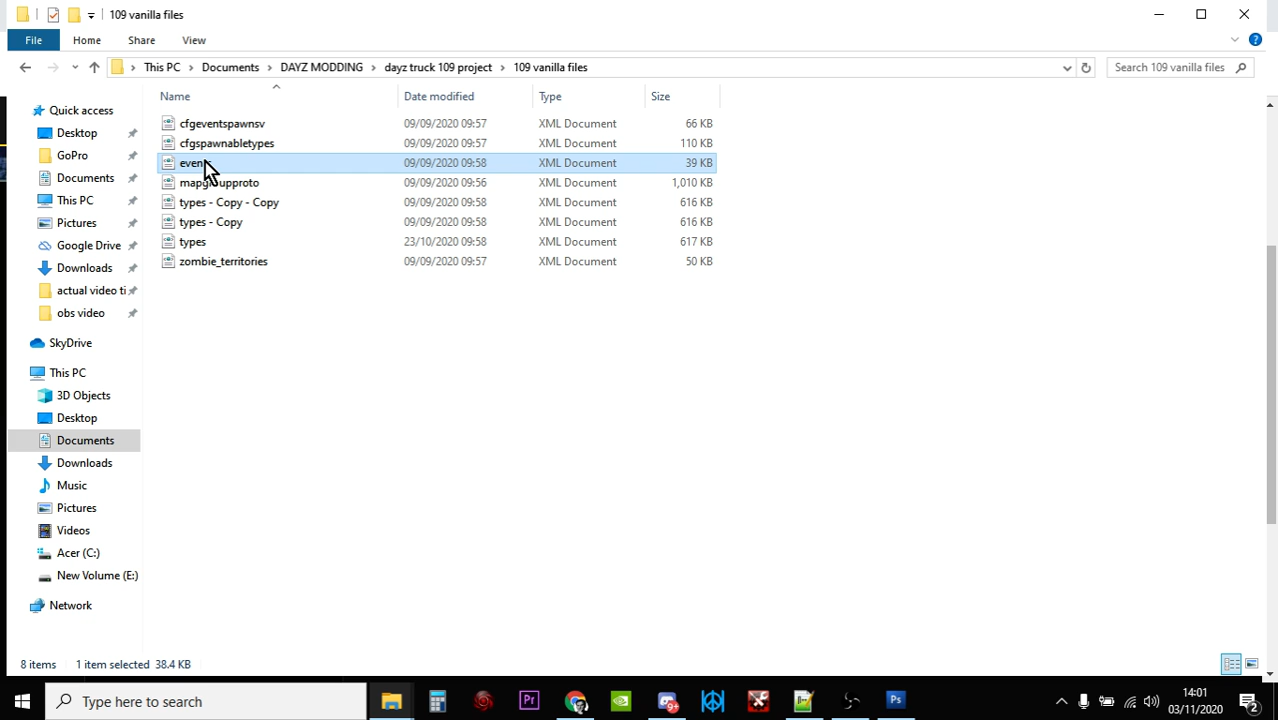 109 vanilla files
File Home Share View
This PC Documents DAYZ MODDING dayz truck 109 project 109 vanilla files Search 109 vanilla files
Name Date modified Type Size
Quick access
Desktop
GoPro
Documents
This PC
Pictures
Google Drive
Downloads
actual video ti
obs video
SkyDrive
This PC
3D Objects
Desktop
Documents
Downloads
Music
Pictures
Videos
Acer (C:)
New Volume (E:)
Network
cfgeventspawnsv 09/09/2020 09:57 XML Document 66 KB
cfgspawnabletypes 09/09/2020 09:57 XML Document 110 KB
09/09/2020 09:58 XML Document 39 KB
mapgroupproto 09/09/2020 09:56 XML Document 1,010 KB
types - Copy - Copy 09/09/2020 09:58 XML Document 616 KB
types - Copy 09/09/2020 09:58 XML Document 616 KB
types 23/10/2020 09:58 XML Document 617 KB
zombie_territories 09/09/2020 09:57 XML Document 50 KB
8 items 1 item selected 38.4 KB
Type here to search
Pr
9+
Ps
14:01
03/11/2020
2